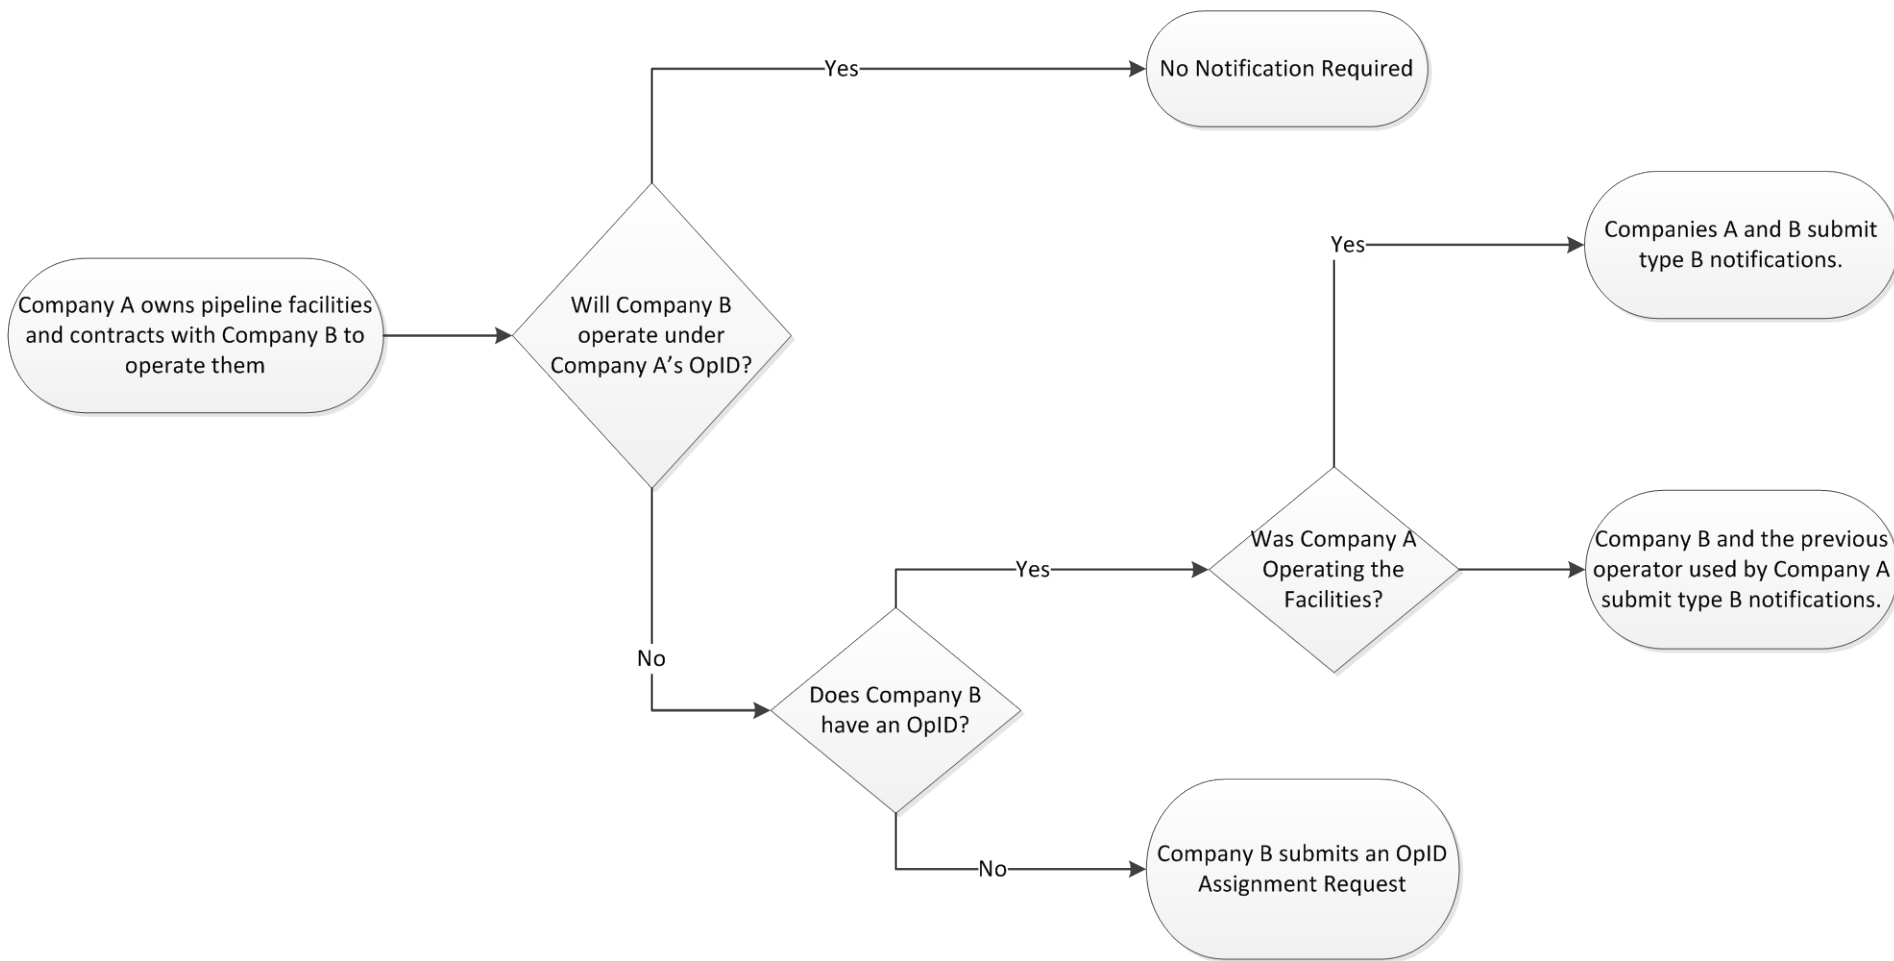 Yes
No Notification Required
Company A owns pipeline facilities
and contracts with Company B to
operate them
Will Company B
operate under
Company A’s OpID?
Yes
Companies A and B submit
type B notifications.
No
Does Company B
have an OpID?
Yes
Was Company A
Operating the
Facilities?
Company B and the previous
operator used by Company A
submit type B notifications.
No
Company B submits an OpID
Assignment Request